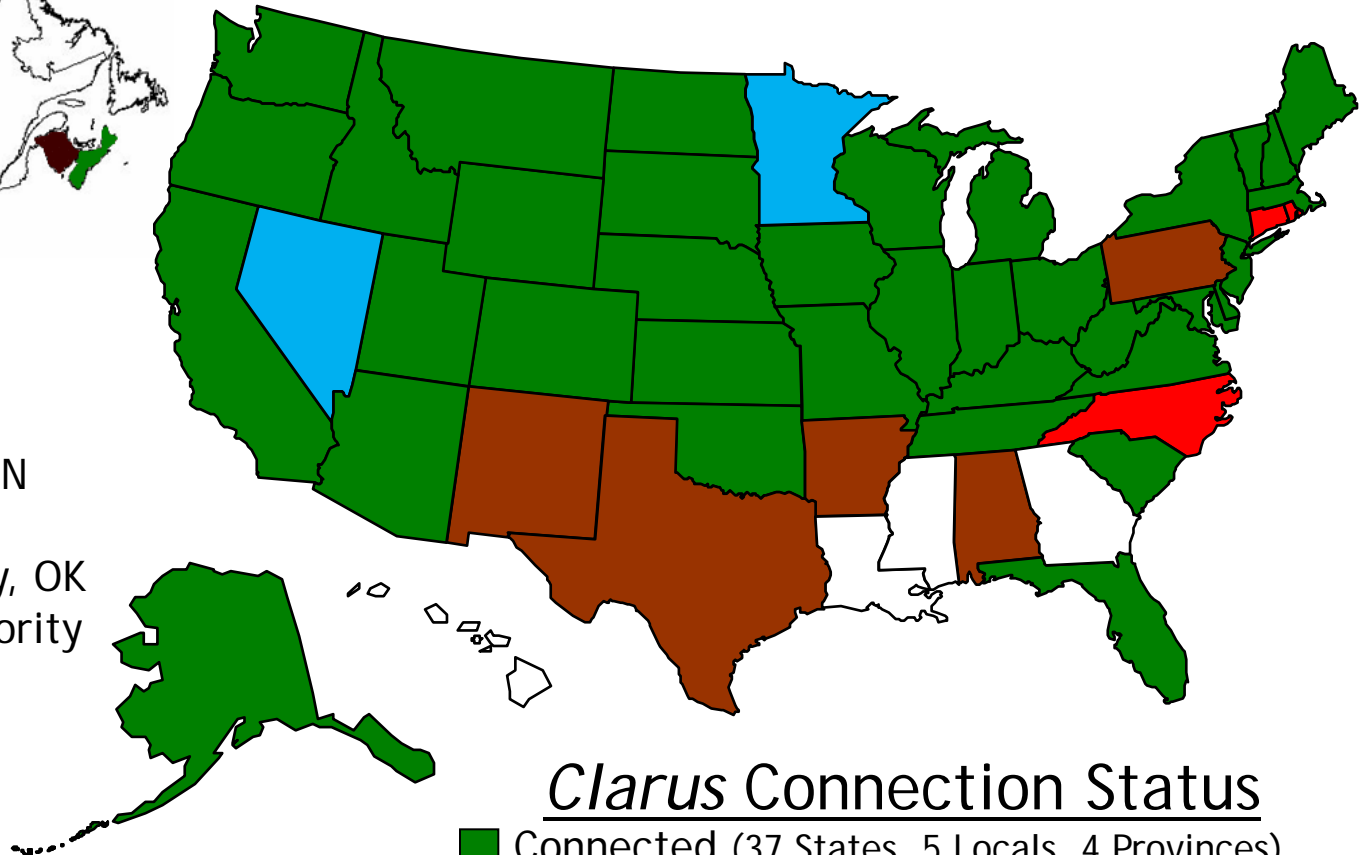 N
y, OK
ority
Clarus Connection Status
Connected (37 States, 5 Locals, 4 Provinces)